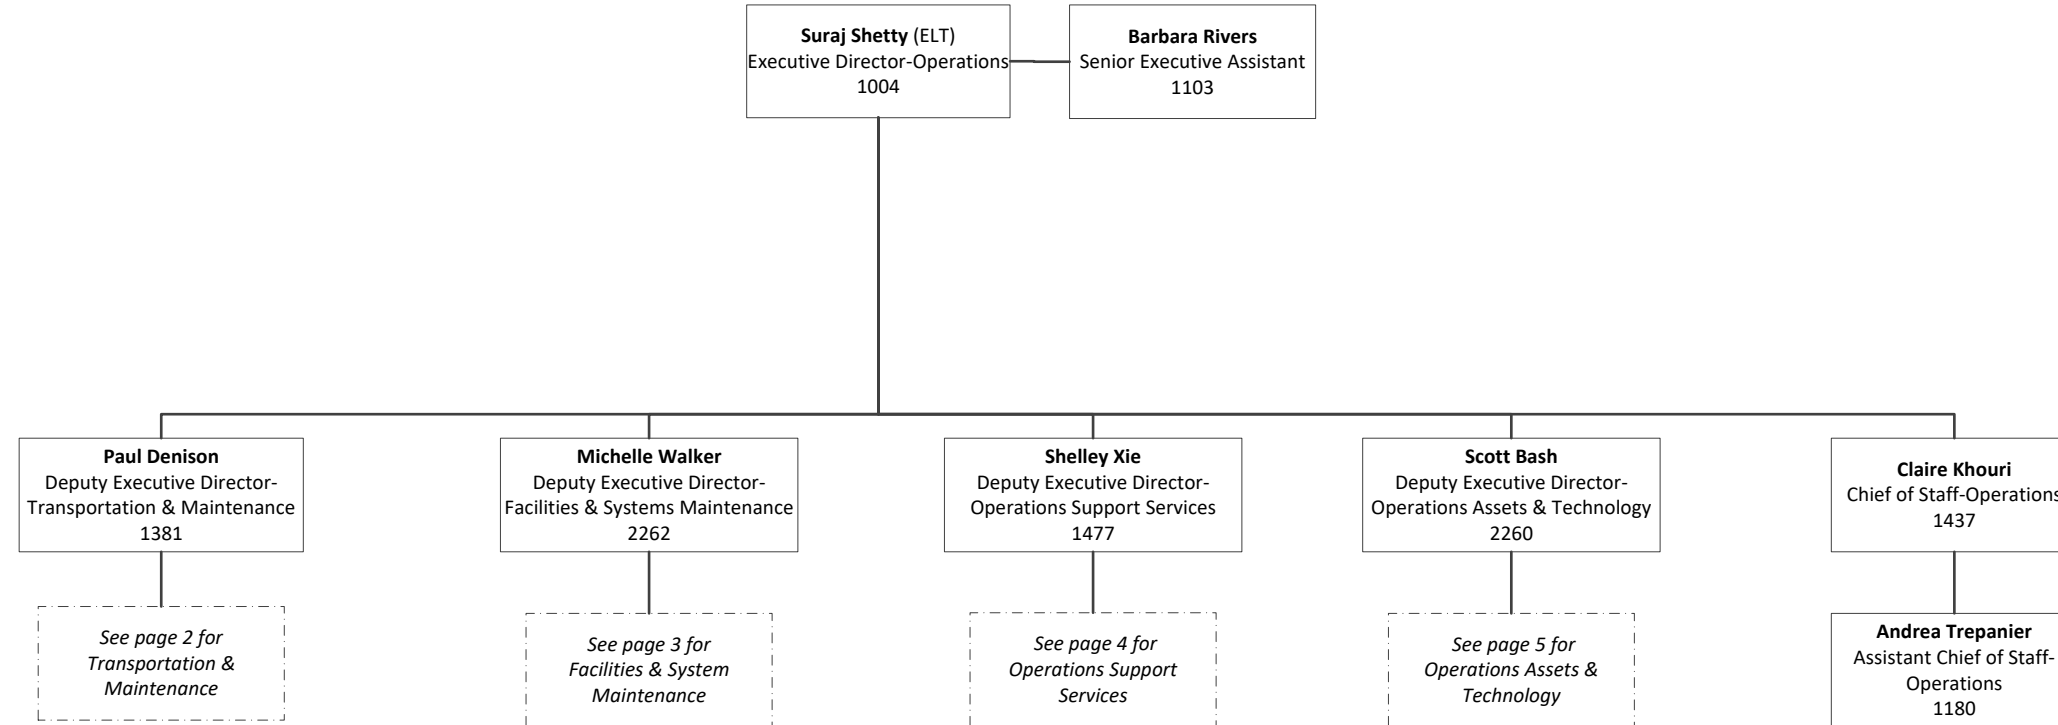 Suraj Shetty (ELT)
Executive Director-Operations
1004
Barbara Rivers
Senior Executive Assistant
1103
Paul Denison
Deputy Executive Director-
Transportation & Maintenance
1381
Michelle Walker
Deputy Executive Director-
Facilities & Systems Maintenance
2262
Shelley Xie
Deputy Executive Director-
Operations Support Services
1477
Scott Bash
Deputy Executive Director-
Operations Assets & Technology
2260
Claire Khouri
Chief of Staff-Operations
1437
See page 2 for
Transportation &
Maintenance
See page 3 for
Facilities & System
Maintenance
See page 4 for
Operations Support
Services
See page 5 for
Operations Assets &
Technology
Andrea Trepanier
Assistant Chief of Staff-
Operations
1180